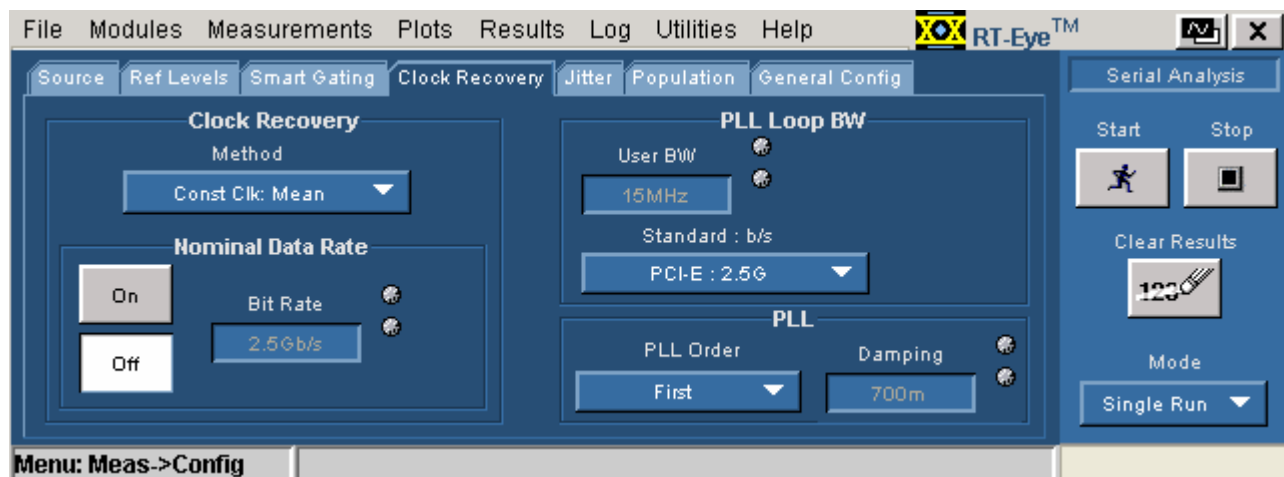 File Modules Measurements Plots Results Log Utilities Help RT-Eye™
Source Ref Levels Smart Gating Clock Recovery Jitter Population General Config
Clock Recovery
Method
Const Clk: Mean
Nominal Data Rate
On
Off
Bit Rate
2.5Gb/s
PLL Loop BW
User BW
15MHz
Standard : b/s
PCI-E : 2.5G
PLL
PLL Order
First
Damping
700m
Serial Analysis
Start Stop
Clear Results
123
Mode
Single Run
Menu: Meas->Config